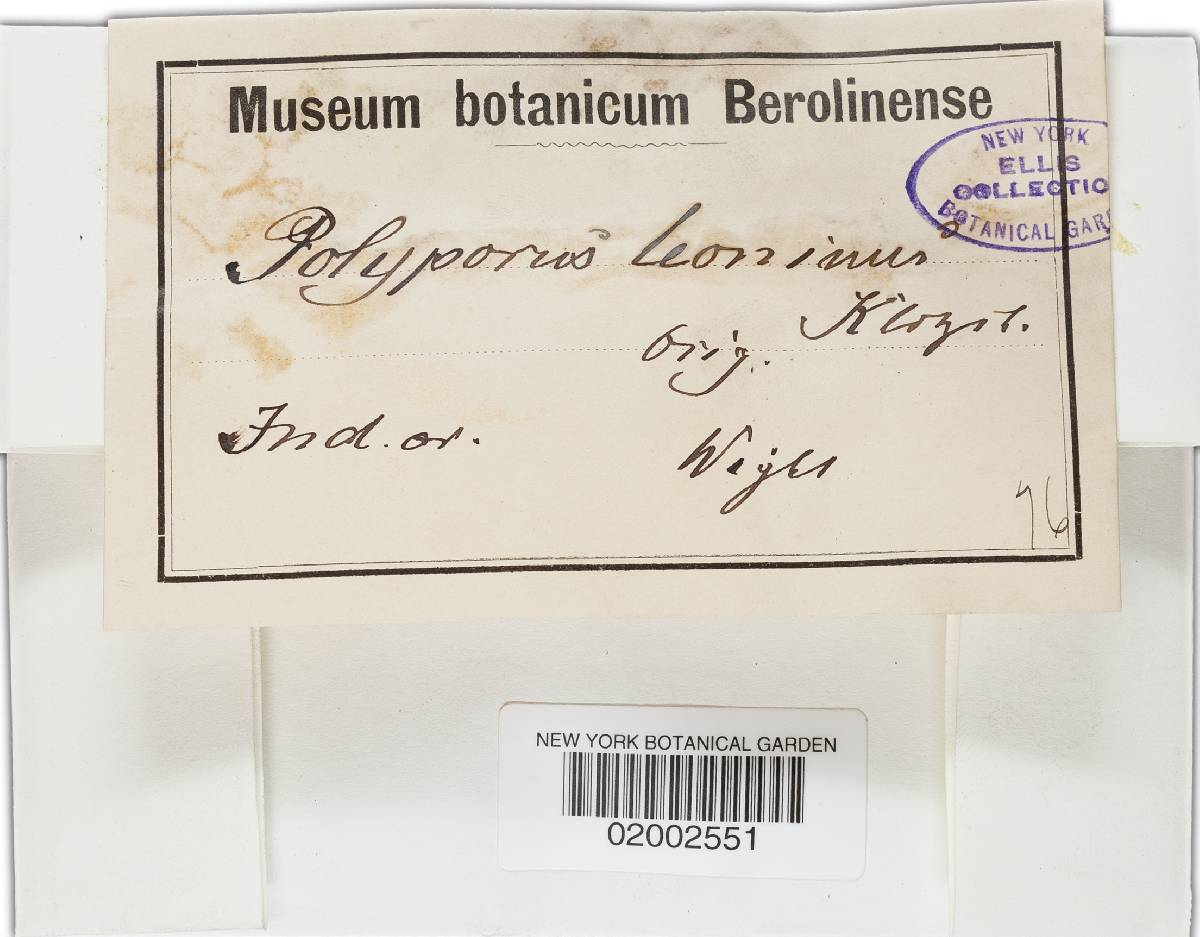 Museum botanicum Berolinense
NEW YORK
ELLIS
COLLECTIO
BOTANICAL GAR
Polyporus leoninus
Klozst.
orig.
Ind. or.
Wight
76
NEW YORK BOTANICAL GARDEN
02002551